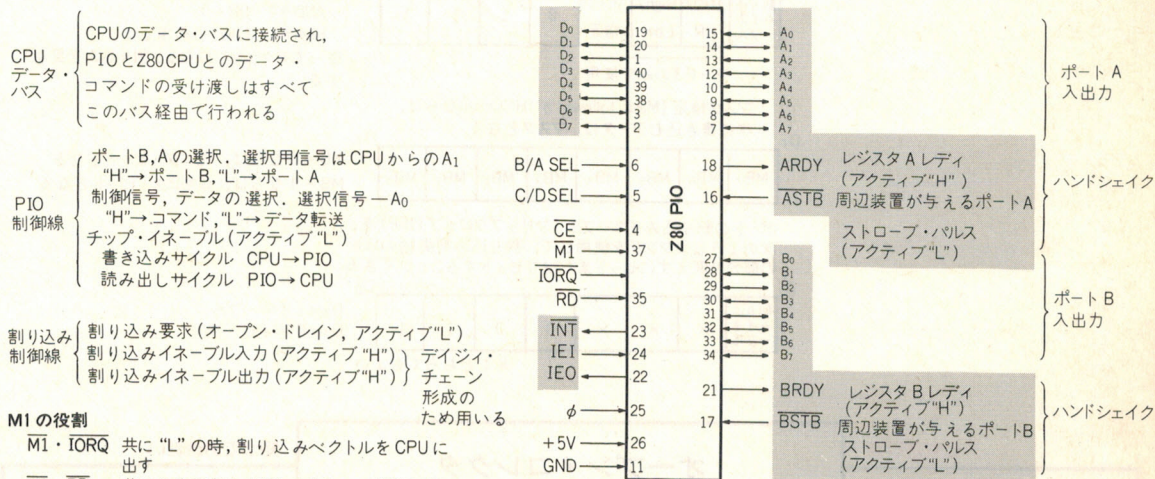 CPU
データ・
バス
CPUのデータ・バスに接続され,
PIOとZ80CPUとのデータ・
コマンドの受け渡しはすべて
このバス経由で行われる
PIO
制御線
ポートB,Aの選択. 選択用信号はCPUからのA1
"H"→ポートB,"L"→ポートA
制御信号, データの選択. 選択信号―A0
"H"→コマンド,"L"→データ転送
チップ・イネーブル(アクティブ"L")
書き込みサイクル CPU→PIO
読み出しサイクル PIO→CPU
割り込み
制御線
割り込み要求(オープン・ドレイン, アクティブ"L")
割り込みイネーブル入力(アクティブ"H")
割り込みイネーブル出力(アクティブ"H")
デイジィ・
チェーン
形成の
ため用いる
M1の役割
M1・IORQ 共に"L"の時, 割り込みベクトルをCPUに
出す
D0 19
D1 20
D2 1
D3 40
D4 39
D5 38
D6 3
D7 2
B/A SEL 6
C/DSEL 5
CE 4
M1 37
IORQ
RD 35
INT 23
IEI 24
IEO 22
φ 25
+5V 26
GND 11
Z80 PIO
15 A0
14 A1
13 A2
12 A3
10 A4
9 A5
8 A6
7 A7
ポートA
入出力
18 ARDY レジスタAレディ
(アクティブ"H")
16 ASTB 周辺装置が与えるポートA
ストローブ・パルス
(アクティブ"L")
ハンドシェイク
27 B0
28 B1
29 B2
30 B3
31 B4
32 B5
33 B6
34 B7
ポートB
入出力
21 BRDY レジスタBレディ
(アクティブ"H")
17 BSTB 周辺装置が与えるポートB
ストローブ・パルス
(アクティブ"L")
ハンドシェイク